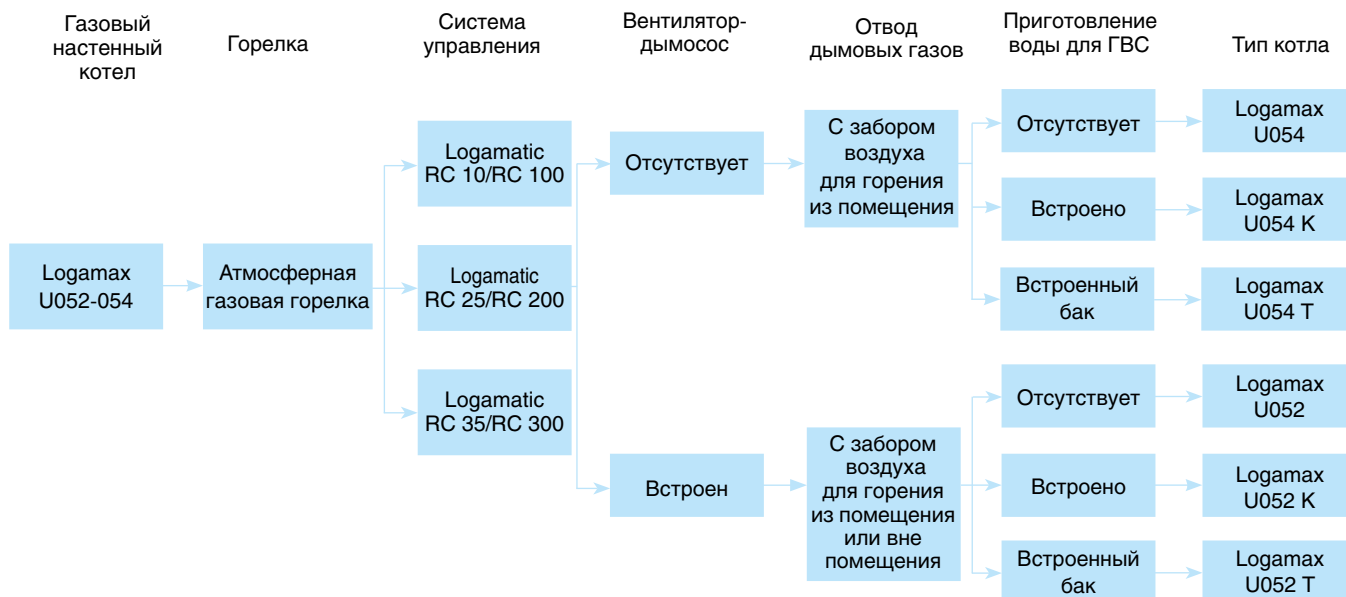 Газовый
настенный
котел
Горелка
Система
управления
Вентилятор-
дымосос
Отвод
дымовых газов
Приготовление
воды для ГВС
Тип котла
Logamax
U052-054
Атмосферная
газовая горелка
Logamatic
RC 10/RC 100
Logamatic
RC 25/RC 200
Logamatic
RC 35/RC 300
Отсутствует
С забором
воздуха
для горения
из помещения
Отсутствует
Logamax
U054
Встроено
Logamax
U054 K
Встроенный
бак
Logamax
U054 T
Встроен
С забором
воздуха
для горения
из помещения
или вне
помещения
Отсутствует
Logamax
U052
Встроено
Logamax
U052 K
Встроенный
бак
Logamax
U052 T